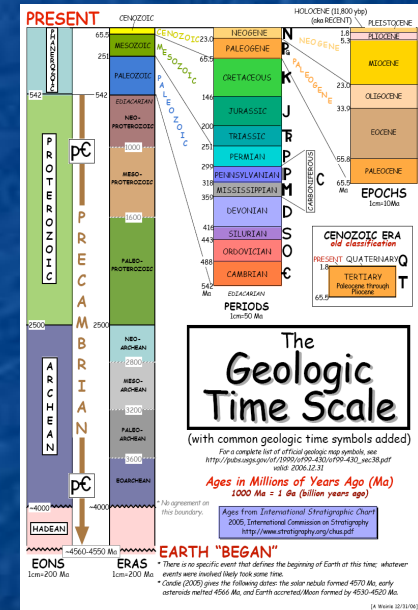 PRESENT
CENOZOIC
HOLOCENE (11,800 ybp)
(aka RECENT)
PHANEROZOIC
65.5
MESOZOIC
251
PALEOZOIC
542
542
EDIACARIAN
NEO-
PROTEROZOIC
1000
MESO-
PROTEROZOIC
1600
PALEO-
PROTEROZOIC
2500
2500
NEO-
ARCHEAN
2800
MESO-
ARCHEAN
3200
PALEO-
ARCHEAN
3600
EOARCHEAN
~4000
~4000
HADEAN
~4560-4550 Ma
PROTEROZOIC
ARCHEAN
p€
PRECAMBRIAN
p€
EONS
1cm=200 Ma
ERAS
1cm=200 Ma
CENOZOIC
MESOZOIC
PALEOZOIC
NEOGENE
N
23.0
PALEOGENE
65.5
CRETACEOUS
K
146
JURASSIC
J
200
TRIASSIC
251
PERMIAN
P
291
PENNSYLVANIAN
P
318
MISSISSIPPIAN
M
359
CARBONIFEROUS
C
DEVONIAN
D
416
SILURIAN
S
443
ORDOVICIAN
O
488
CAMBRIAN
€
542
Ma
EDIACARIAN
PERIODS
1cm=50 Ma
NEOGENE
PALEOGENE
PLEISTOCENE
1.8
PLIOCENE
5.3
MIOCENE
23.0
OLIGOCENE
33.9
EOCENE
55.8
PALEOCENE
65.5
Ma
EPOCHS
1cm=10Ma
CENOZOIC ERA
old classification
PRESENT QUATERNARY Q
1.8
TERTIARY T
Paleocene through
Pliocene
65.5
The
Geologic
Time Scale
(with common geologic time symbols added)
For a complete list of official geologic map symbols, see
http://pubs.usgs.gov/of/1999/of99-430/of99-430_sec38.pdf
valid: 2006.12.31
Ages in Millions of Years Ago (Ma)
1000 Ma = 1 Ga (billion years ago)
* No agreement on
this boundary.
Ages from International Stratigraphic Chart
2005, International Commission on Stratigraphy
http://www.stratigraphy.org/chus.pdf
EARTH "BEGAN"
* There is no specific event that defines the beginning of Earth at this time; whatever
events were involved likely took some time.
* Condie (2005) gives the following dates: the solar nebula formed 4570 Ma, early
asteroids melted 4566 Ma, and Earth accreted/Moon formed by 4530-4520 Ma.